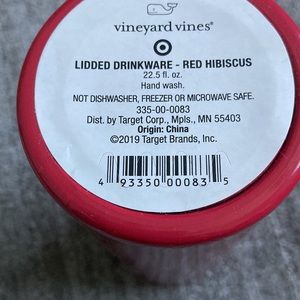 vineyard vines®
LIDDED DRINKWARE - RED HIBISCUS
22.5 fl. oz.
Hand wash.
NOT DISHWASHER, FREEZER OR MICROWAVE SAFE.
335-00-0083
Dist. by Target Corp., Mpls., MN 55403
Origin: China
©2019 Target Brands, Inc.
4 93350 00083 5